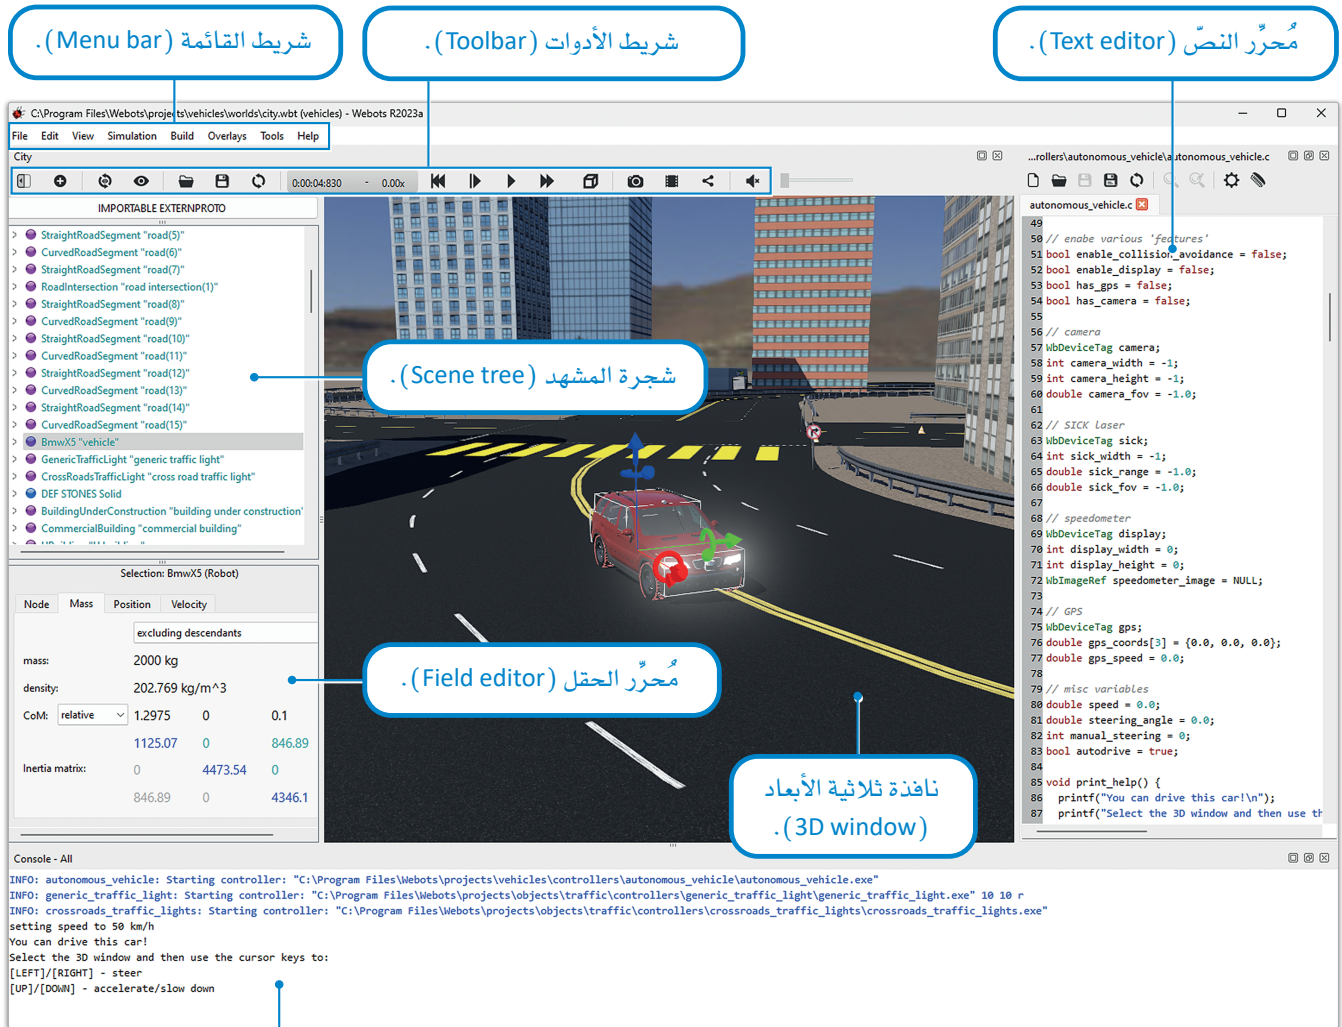 شريط القائمة (Menu bar).
شريط الأدوات (Toolbar).
مُحرِّر النصّ (Text editor).
C:\Program Files\Webots\projects\vehicles\worlds\city.wbt (vehicles) - Webots R2023a
File Edit View Simulation Build Overlays Tools Help
City
...rollers\autonomous_vehicle\autonomous_vehicle.c
0:00:04:830 - 0.00x
IMPORTABLE EXTERNPROTO
StraightRoadSegment "road(5)"
CurvedRoadSegment "road(6)"
StraightRoadSegment "road(7)"
RoadIntersection "road intersection(1)"
StraightRoadSegment "road(8)"
CurvedRoadSegment "road(9)"
StraightRoadSegment "road(10)"
CurvedRoadSegment "road(11)"
StraightRoadSegment "road(12)"
CurvedRoadSegment "road(13)"
StraightRoadSegment "road(14)"
CurvedRoadSegment "road(15)"
BmwX5 "vehicle"
GenericTrafficLight "generic traffic light"
CrossRoadsTrafficLight "cross road traffic light"
DEF STONES Solid
BuildingUnderConstruction "building under construction"
CommercialBuilding "commercial building"
شجرة المشهد (Scene tree).
Selection: BmwX5 (Robot)
Node Mass Position Velocity
excluding descendants
mass: 2000 kg
density: 202.769 kg/m^3
CoM: relative 1.2975 0 0.1
1125.07 0 846.89
Inertia matrix: 0 4473.54 0
846.89 0 4346.1
مُحرِّر الحقل (Field editor).
نافذة ثلاثية الأبعاد
(3D window).
autonomous_vehicle.c
49
50 // enabe various 'features'
51 bool enable_collision_avoidance = false;
52 bool enable_display = false;
53 bool has_gps = false;
54 bool has_camera = false;
55
56 // camera
57 WbDeviceTag camera;
58 int camera_width = -1;
59 int camera_height = -1;
60 double camera_fov = -1.0;
61
62 // SICK laser
63 WbDeviceTag sick;
64 int sick_width = -1;
65 double sick_range = -1.0;
66 double sick_fov = -1.0;
67
68 // speedometer
69 WbDeviceTag display;
70 int display_width = 0;
71 int display_height = 0;
72 WbImageRef speedometer_image = NULL;
73
74 // GPS
75 WbDeviceTag gps;
76 double gps_coords[3] = {0.0, 0.0, 0.0};
77 double gps_speed = 0.0;
78
79 // misc variables
80 double speed = 0.0;
81 double steering_angle = 0.0;
82 int manual_steering = 0;
83 bool autodrive = true;
84
85 void print_help() {
86 printf("You can drive this car!\n");
87 printf("Select the 3D window and then use th
Console - All
INFO: autonomous_vehicle: Starting controller: "C:\Program Files\Webots\projects\vehicles\controllers\autonomous_vehicle\autonomous_vehicle.exe"
INFO: generic_traffic_light: Starting controller: "C:\Program Files\Webots\projects\objects\traffic\controllers\generic_traffic_light\generic_traffic_light.exe" 10 10 r
INFO: crossroads_traffic_lights: Starting controller: "C:\Program Files\Webots\projects\objects\traffic\controllers\crossroads_traffic_lights\crossroads_traffic_lights.exe"
setting speed to 50 km/h
You can drive this car!
Select the 3D window and then use the cursor keys to:
[LEFT]/[RIGHT] - steer
[UP]/[DOWN] - accelerate/slow down